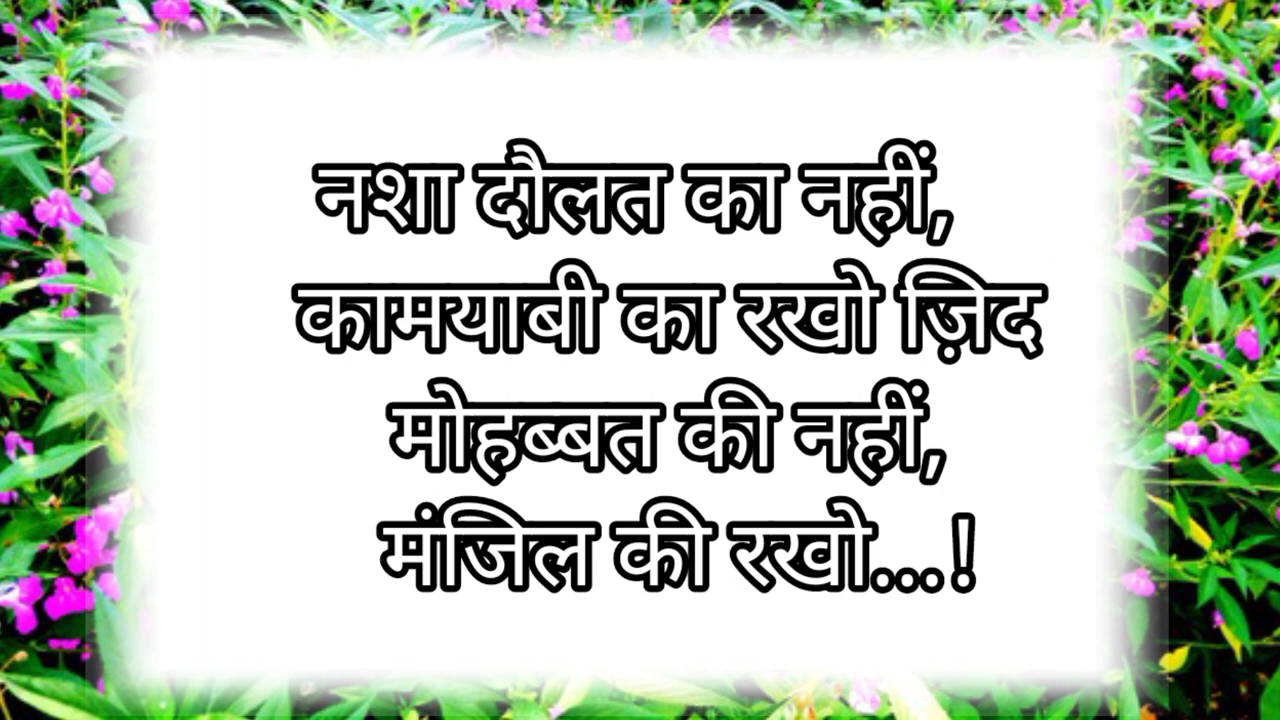 नशा दौलत का नहीं,
कामयाबी का रखो ज़िद
मोहब्बत की नहीं,
मंजिल की रखो...!